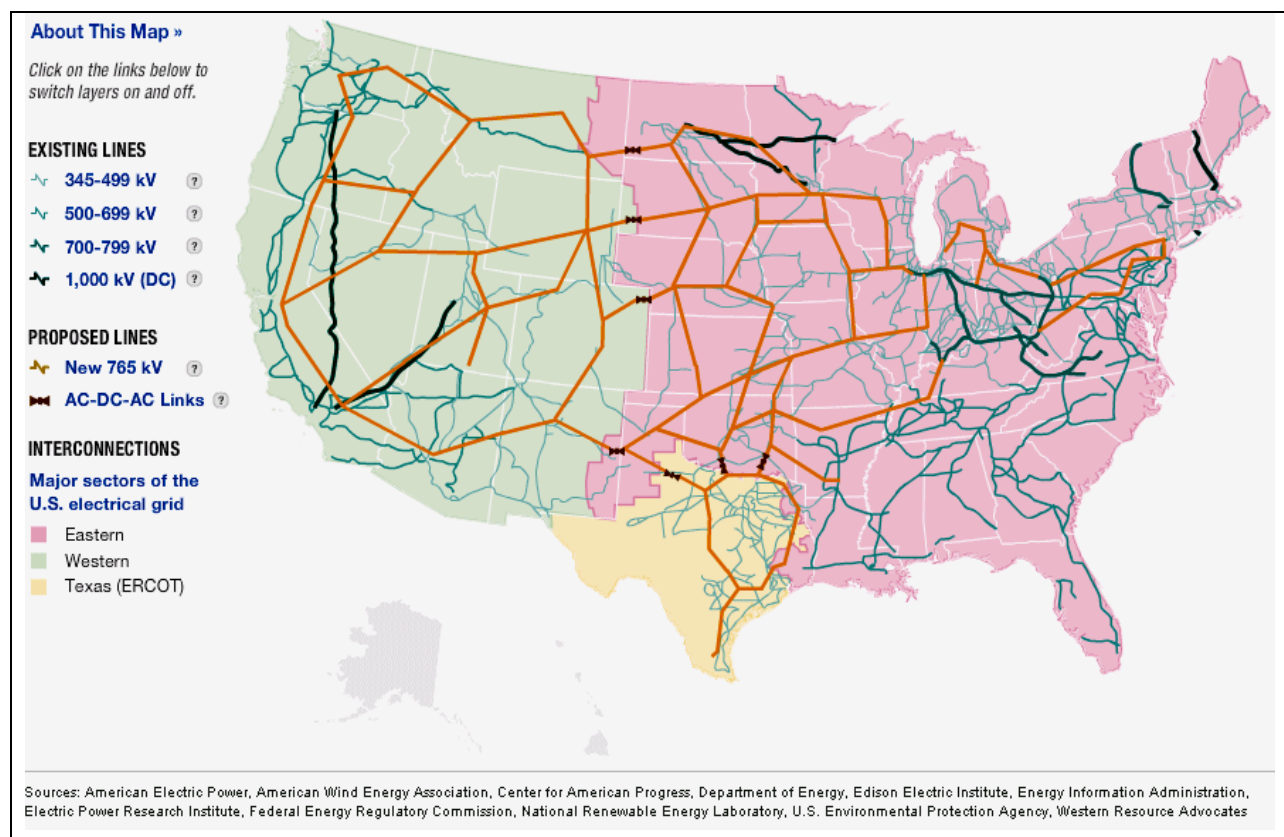 About This Map »
Click on the links below to
switch layers on and off.
EXISTING LINES
345-499 kV ?
500-699 kV ?
700-799 kV ?
1,000 kV (DC) ?
PROPOSED LINES
New 765 kV ?
AC-DC-AC Links ?
INTERCONNECTIONS
Major sectors of the
U.S. electrical grid
Eastern
Western
Texas (ERCOT)
Sources: American Electric Power, American Wind Energy Association, Center for American Progress, Department of Energy, Edison Electric Institute, Energy Information Administration,
Electric Power Research Institute, Federal Energy Regulatory Commission, National Renewable Energy Laboratory, U.S. Environmental Protection Agency, Western Resource Advocates